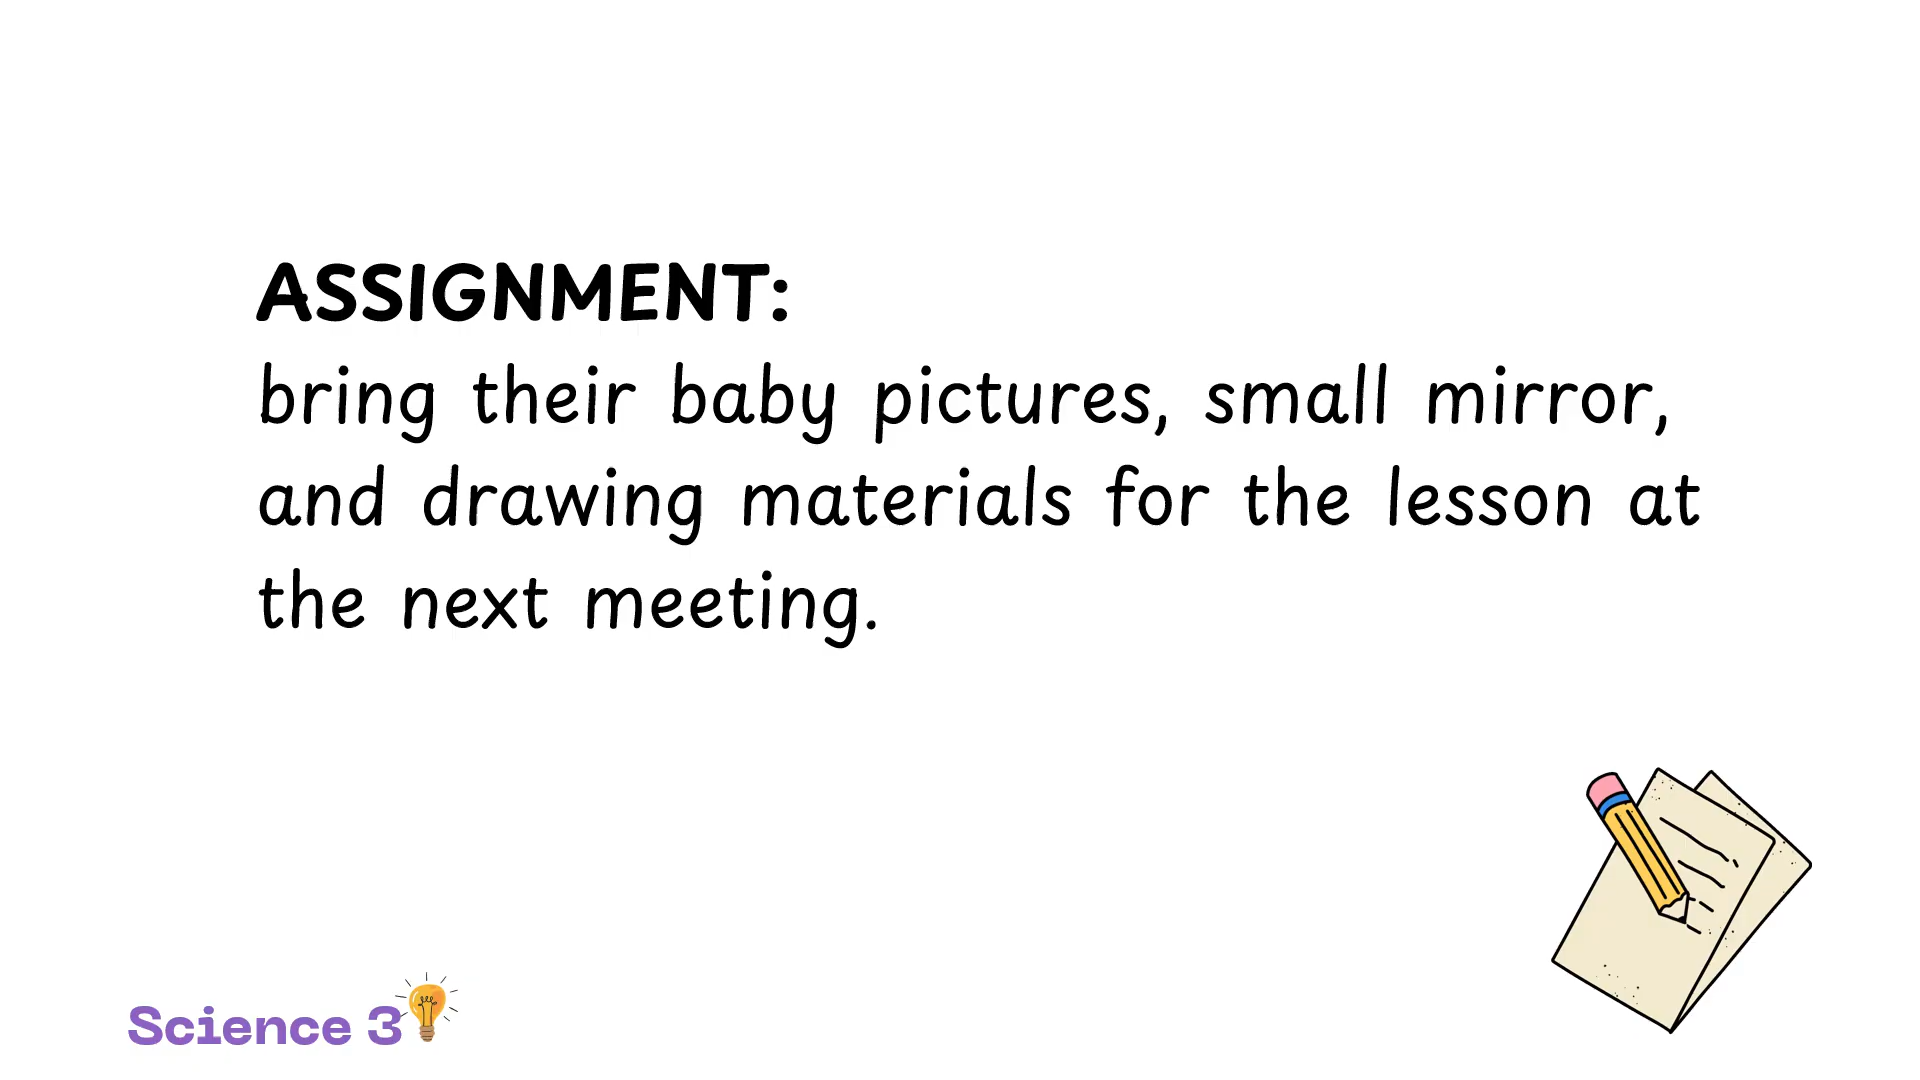 ASSIGNMENT:
bring their baby pictures, small mirror,
and drawing materials for the lesson at
the next meeting.
Science 3